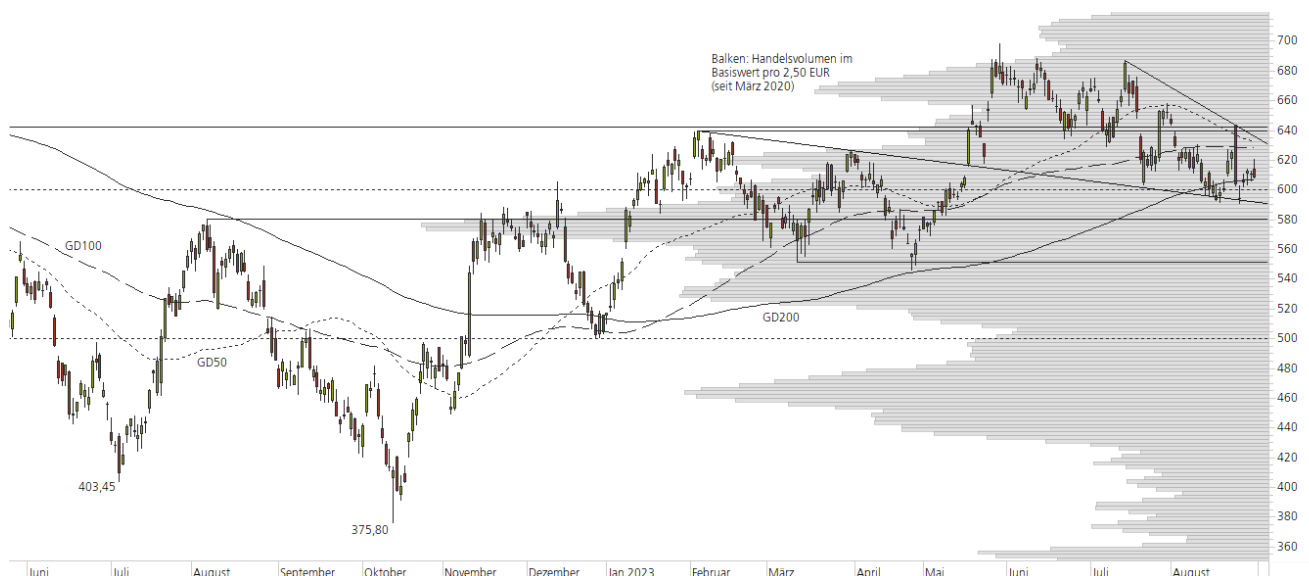 Balken: Handelsvolumen im
Basiswert pro 2,50 EUR
(seit März 2020)
GD100
GD50
GD200
403,45
375,80
700
680
660
640
620
600
580
560
540
520
500
480
460
440
420
400
380
360
Juni
Juli
August
September
Oktober
November
Dezember
Jan 2023
Februar
März
April
Mai
Juni
Juli
August